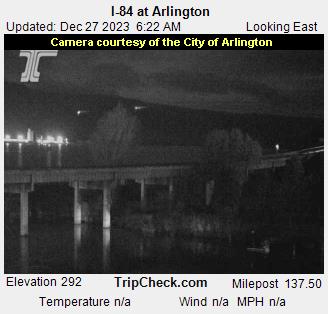 I-84 at Arlington
Updated: Dec 27 2023 6:22 AM Looking East
Camera courtesy of the City of Arlington
Elevation 292 TripCheck.com Milepost 137.50
Temperature n/a Wind n/a MPH n/a